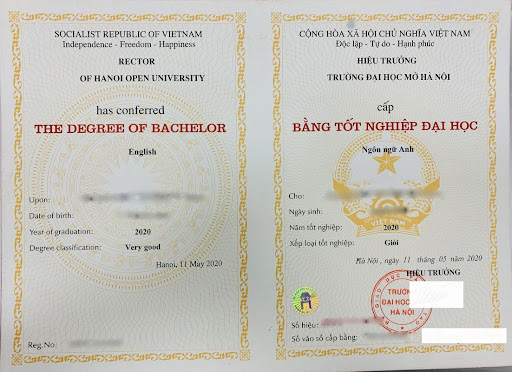 SOCIALIST REPUBLIC OF VIETNAM
Independence - Freedom - Happiness
RECTOR
OF HANOI OPEN UNIVERSITY
has conferred
THE DEGREE OF BACHELOR
English
Upon:
Date of birth:
Year of graduation: 2020
Degree classification: Very good
Hanoi, 11 May 2020
Reg.No:
CỘNG HÒA XÃ HỘI CHỦ NGHĨA VIỆT NAM
Độc lập - Tự do - Hạnh phúc
HIỆU TRƯỞNG
TRƯỜNG ĐẠI HỌC MỞ HÀ NỘI
cấp
BẰNG TỐT NGHIỆP ĐẠI HỌC
Ngôn ngữ Anh
Cho:
Ngày sinh:
VIỆT NAM
Năm tốt nghiệp: 2020
Xếp loại tốt nghiệp: Giỏi
Hà Nội, ngày 11 tháng 05 năm 2020
HIỆU TRƯỞNG
TRƯỜNG
ĐẠI HỌC
HÀ NỘI
Số hiệu:
Số vào sổ cấp bằng: